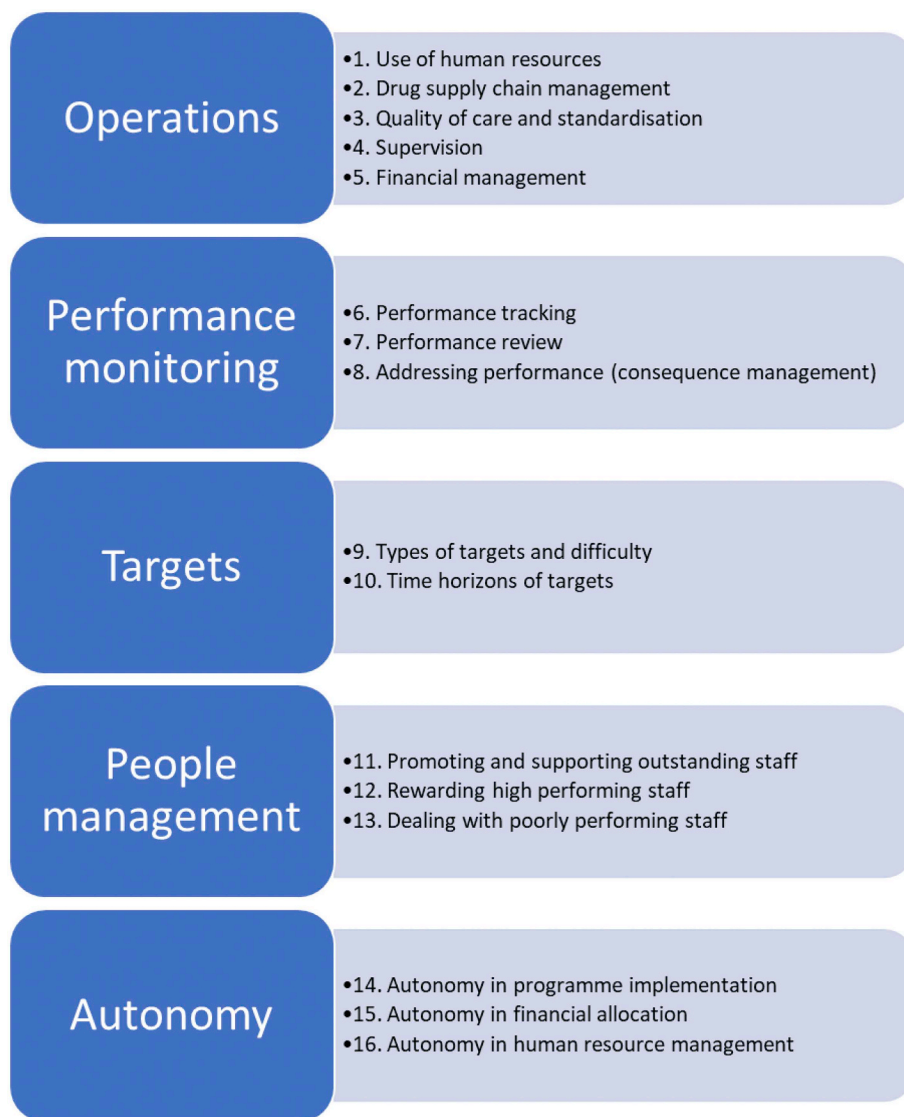 Operations
•1. Use of human resources
•2. Drug supply chain management
•3. Quality of care and standardisation
•4. Supervision
•5. Financial management
Performance
monitoring
•6. Performance tracking
•7. Performance review
•8. Addressing performance (consequence management)
Targets
•9. Types of targets and difficulty
•10. Time horizons of targets
People
management
•11. Promoting and supporting outstanding staff
•12. Rewarding high performing staff
•13. Dealing with poorly performing staff
Autonomy
•14. Autonomy in programme implementation
•15. Autonomy in financial allocation
•16. Autonomy in human resource management